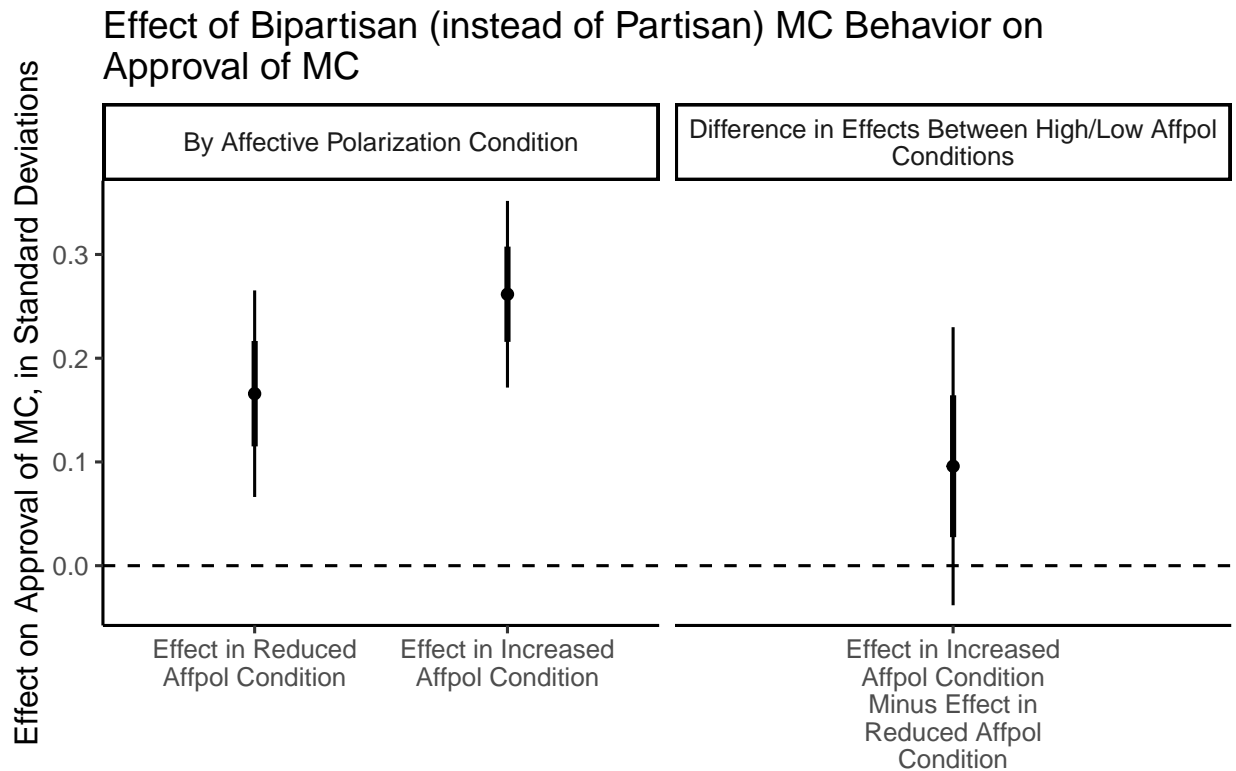 Effect of Bipartisan (instead of Partisan) MC Behavior on
Approval of MC
By Affective Polarization Condition
Difference in Effects Between High/Low Affpol
Conditions
Effect on Approval of MC, in Standard Deviations
0.3
0.2
0.1
0.0
Effect in Reduced
Affpol Condition
Effect in Increased
Affpol Condition
Effect in Increased
Affpol Condition
Minus Effect in
Reduced Affpol
Condition